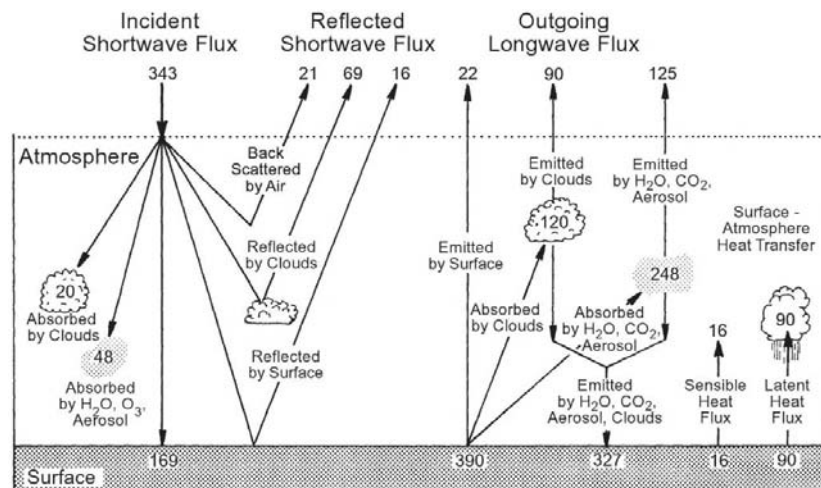 Incident
Shortwave Flux
343
Reflected
Shortwave Flux
21 69 16
Outgoing
Longwave Flux
22 90 125
Atmosphere
Back
Scattered
by Air
Reflected
by Clouds
Reflected
by Surface
20
Absorbed
by Clouds
48
Absorbed
by H₂O, O₃,
Aerosol
Emitted
by Surface
Emitted
by Clouds
120
Absorbed
by Clouds
Emitted
by H₂O, CO₂,
Aerosol
248
Absorbed
by H₂O, CO₂,
Aerosol
Emitted
by H₂O, CO₂,
Aerosol, Clouds
Surface -
Atmosphere
Heat Transfer
16
Sensible
Heat
Flux
90
Latent
Heat
Flux
169 390 327 16 90
Surface